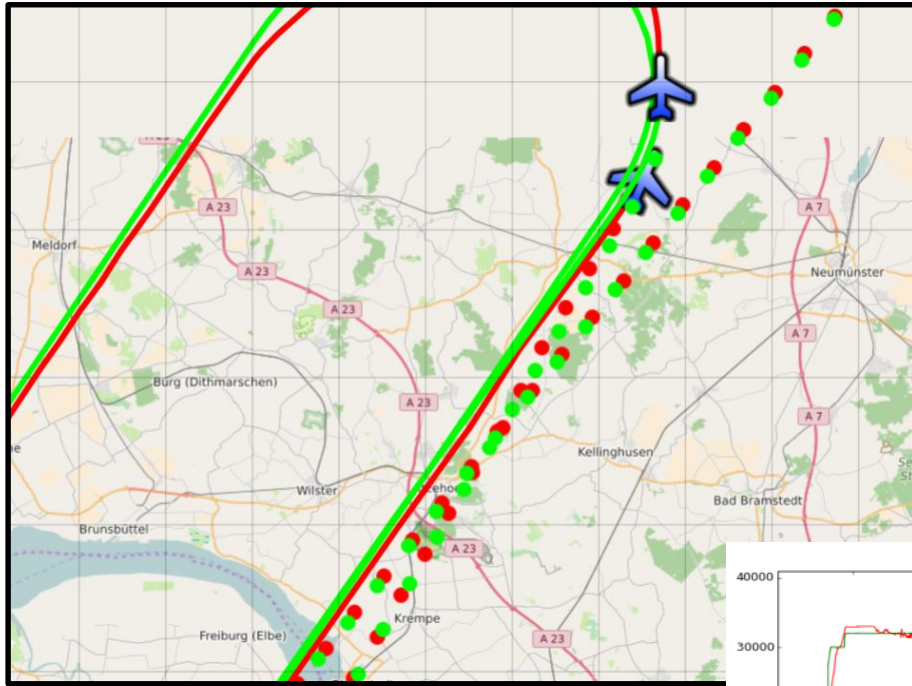 A 23
A 7
Meldorf
A 23
Neumünster
A 23
A 7
Burg (Dithmarschen)
A 23
A 7
Kellinghusen
Wilster
Bad Bramstedt
Brunsbüttel
A 23
40000
Krempe
Freiburg (Elbe)
A 23
30000